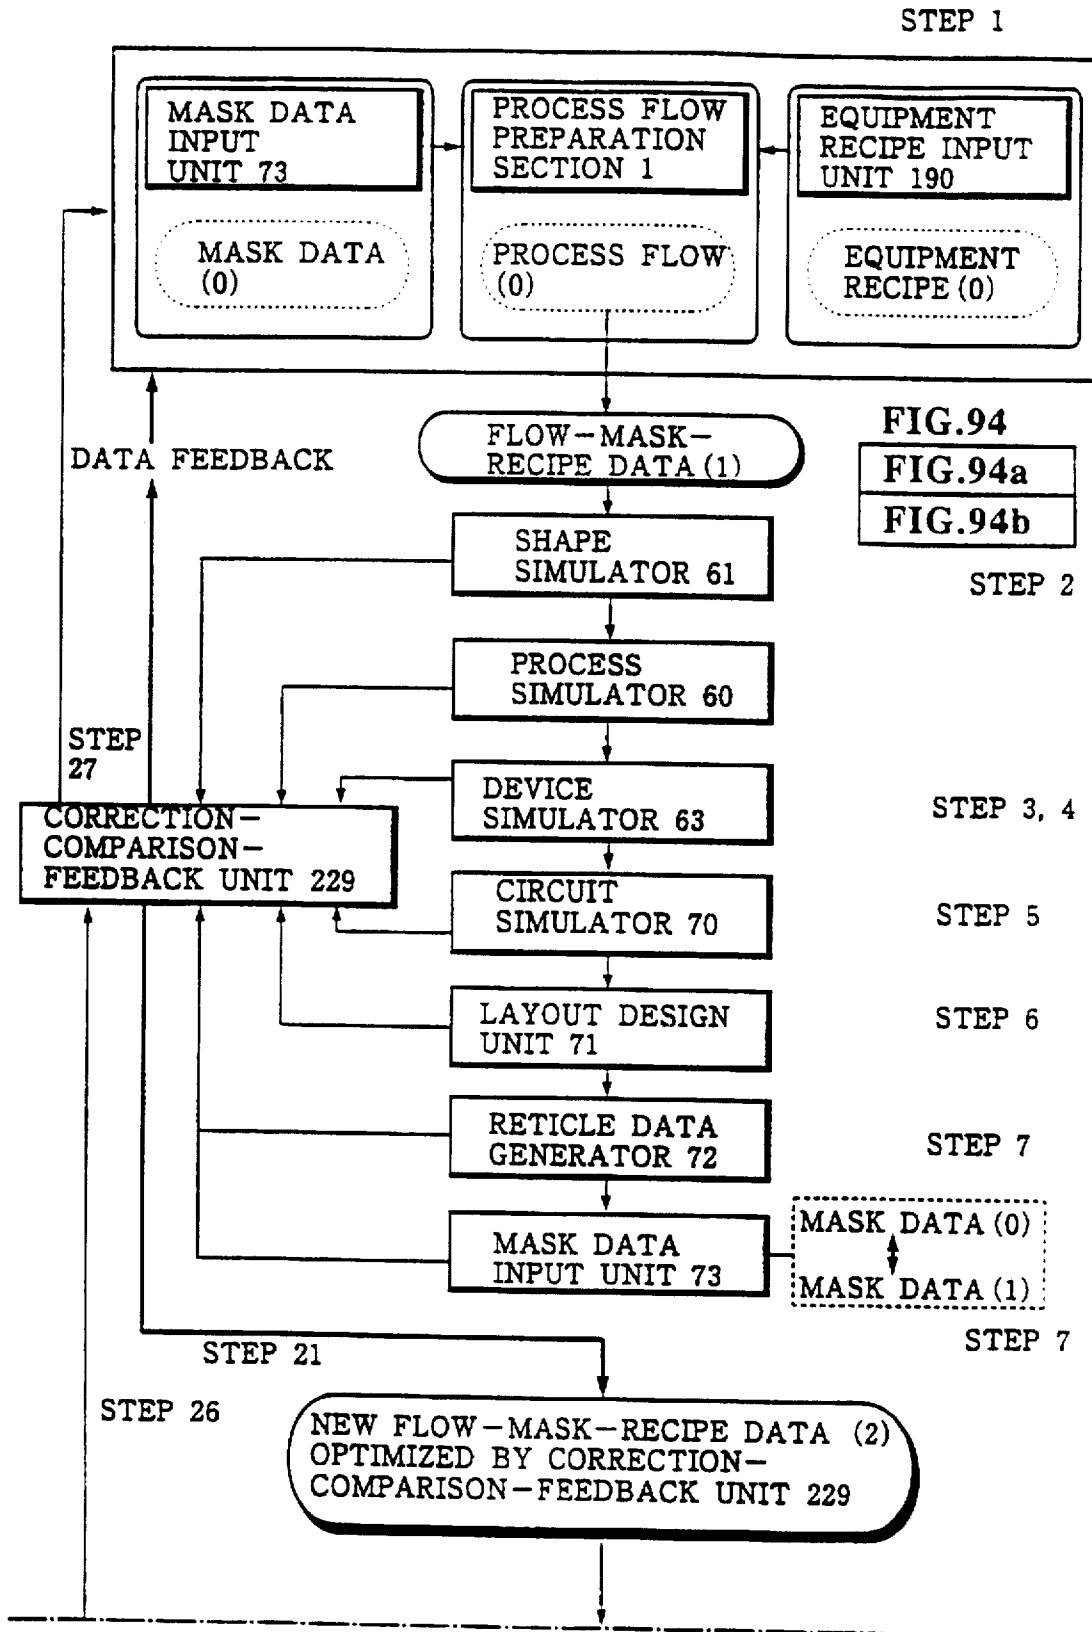 STEP 1
MASK DATA
INPUT
UNIT 73
MASK DATA
(0)
PROCESS FLOW
PREPARATION
SECTION 1
PROCESS FLOW
(0)
EQUIPMENT
RECIPE INPUT
UNIT 190
EQUIPMENT
RECIPE (0)
FLOW-MASK-
RECIPE DATA (1)
FIG.94
FIG.94a
FIG.94b
DATA FEEDBACK
SHAPE
SIMULATOR 61
STEP 2
PROCESS
SIMULATOR 60
STEP
27
DEVICE
SIMULATOR 63
STEP 3, 4
CORRECTION-
COMPARISON-
FEEDBACK UNIT 229
CIRCUIT
SIMULATOR 70
STEP 5
LAYOUT DESIGN
UNIT 71
STEP 6
RETICLE DATA
GENERATOR 72
STEP 7
MASK DATA
INPUT UNIT 73
MASK DATA (0)
MASK DATA (1)
STEP 7
STEP 21
STEP 26
NEW FLOW-MASK-RECIPE DATA (2)
OPTIMIZED BY CORRECTION-
COMPARISON-FEEDBACK UNIT 229